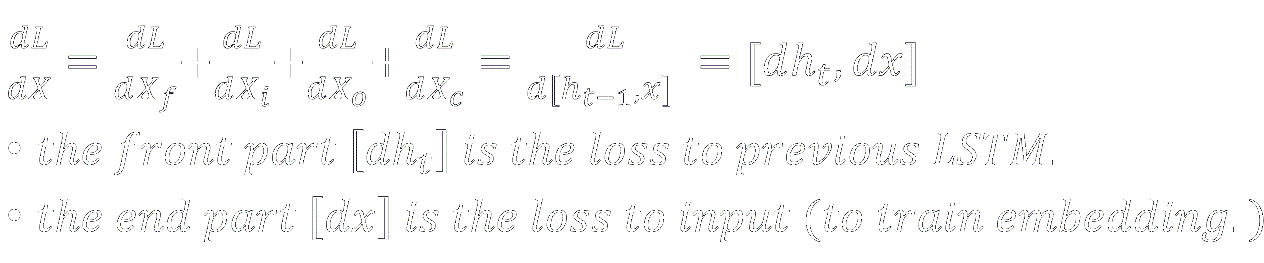 dL/dX = dL/dX_f + dL/dX_i + dL/dX_o + dL/dX_c = dL/d[h_{t−1},x] = [dh_t, dx]
• the front part [dh_t] is the loss to previous LSTM.
• the end part [dx] is the loss to input (to train embedding. )